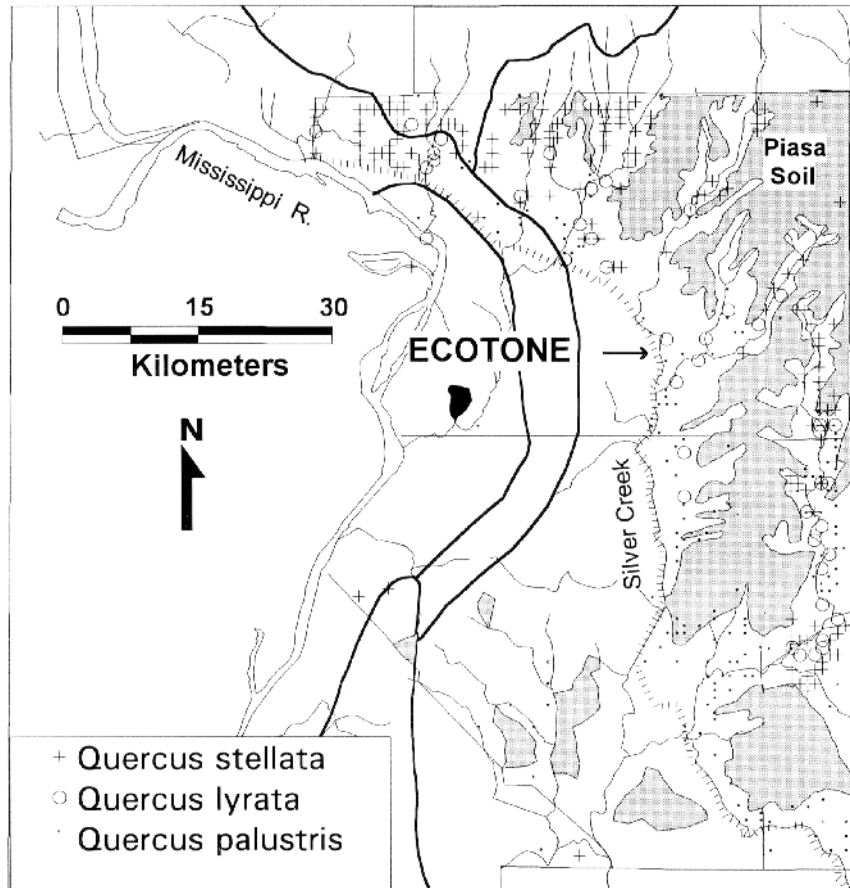 Piasa
Soil
Mississippi R.
0 15 30
Kilometers
ECOTONE
N
Silver Creek
+ Quercus stellata
○ Quercus lyrata
· Quercus palustris